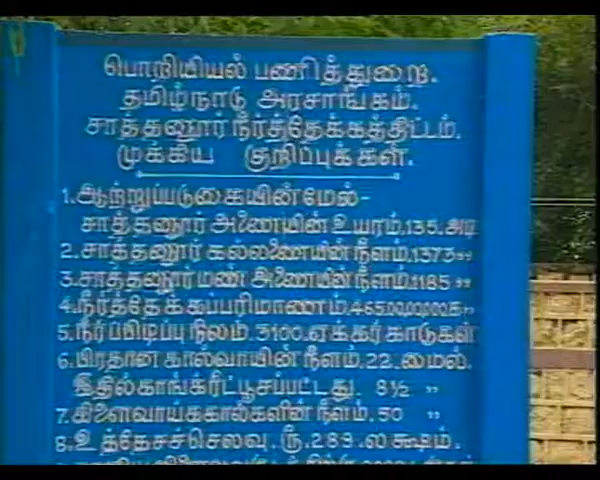 பொறியியல் பணித்துறை.
தமிழ்நாடு அரசாங்கம்.
சாத்தனூர் நீர்த்தேக்கத்திட்டம்.
முக்கிய குறிப்புக்கள்.
1.ஆற்றுப்படுகையின்மேல்-
சாத்தனூர் அணையின் உயரம்.135.அடி
2.சாத்தனூர் கல்லணையின் நீளம்.1373 "
3.சாத்தனூர் மண் அணையின் நீளம்.1185 "
4.நீர்த்தேக்கப்பரிமாணம்.
5.நீர்ப்பிடிப்பு நிலம்.3100.ஏக்கர் காடுகள்
6.பிரதான கால்வாயின் நீளம்.22.மைல்.
இதில்காங்க்ரீட்பூசப்பட்டது. 8½ "
7.கிளைவாய்க்கால்களின் நீளம். 50 "
8.உத்தேசச்செலவு. ரூ.289.லக்ஷம்.